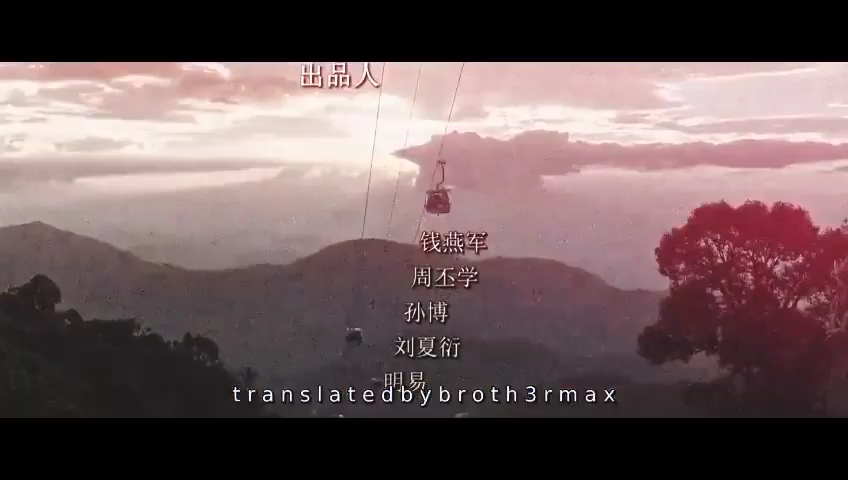 出品人
钱燕军
周丕学
孙博
刘夏衍
明易
translatedbybroth3rmax